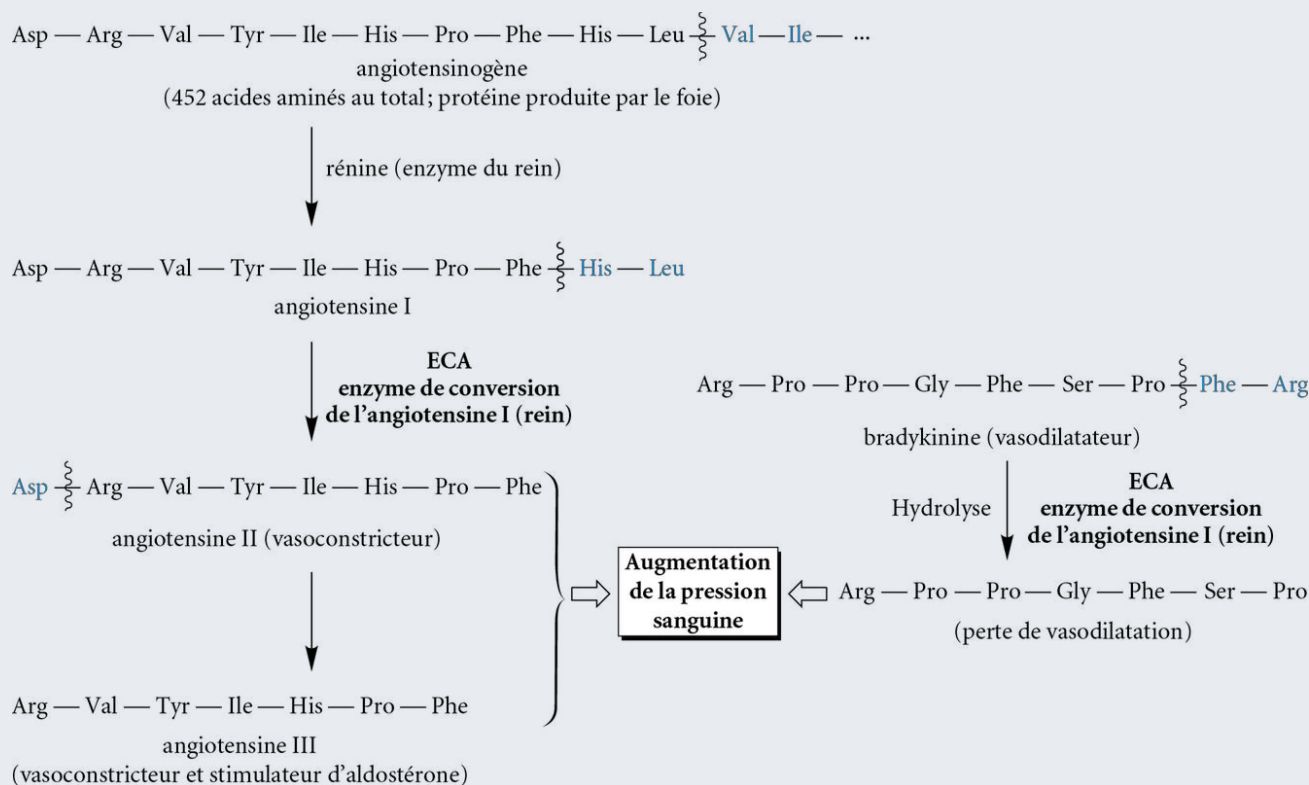 Asp — Arg — Val — Tyr — Ile — His — Pro — Phe — His — Leu Val — Ile — ...
angiotensinogène
(452 acides aminés au total ; protéine produite par le foie)
rénine (enzyme du rein)
Asp — Arg — Val — Tyr — Ile — His — Pro — Phe His — Leu
angiotensine I
ECA
enzyme de conversion
de l’angiotensine I (rein)
Asp Arg — Val — Tyr — Ile — His — Pro — Phe
angiotensine II (vasoconstricteur)
Arg — Val — Tyr — Ile — His — Pro — Phe
angiotensine III
(vasoconstricteur et stimulateur d’aldostérone)
Augmentation
de la pression
sanguine
Arg — Pro — Pro — Gly — Phe — Ser — Pro Phe — Arg
bradykinine (vasodilatateur)
Hydrolyse
ECA
enzyme de conversion
de l’angiotensine I (rein)
Arg — Pro — Pro — Gly — Phe — Ser — Pro
(perte de vasodilatation)